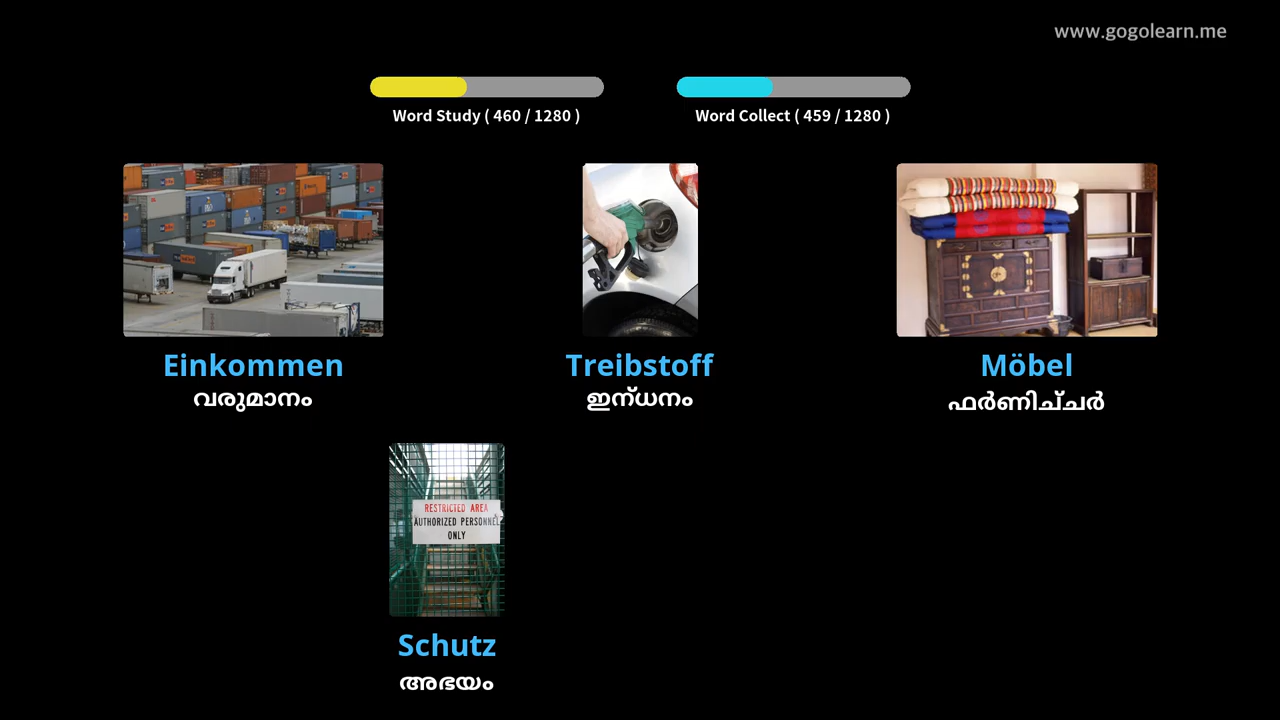 www.gogolearn.me
Word Study ( 460 / 1280 )
Word Collect ( 459 / 1280 )
Einkommen
വരുമാനം
Treibstoff
ഇന്ധനം
Möbel
ഫർണിച്ചർ
RESTRICTED AREA
AUTHORIZED PERSONNEL
ONLY
Schutz
അഭയം